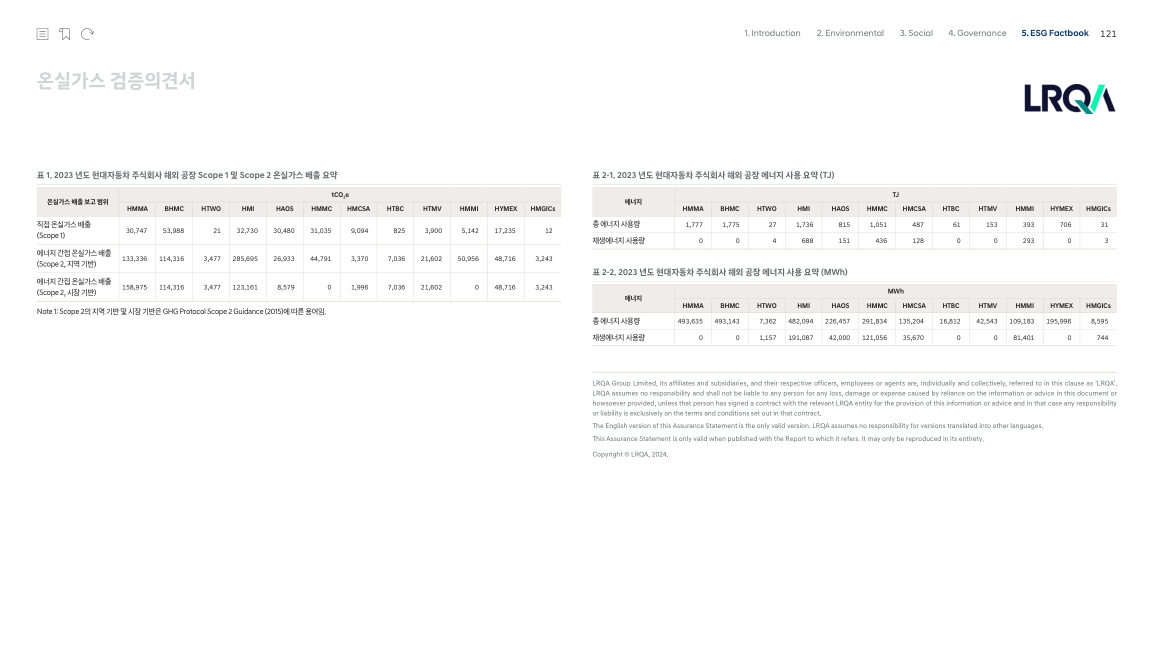 1. Introduction 2. Environmental 3. Social 4. Governance 5. ESG Factbook 121
온실가스 검증의견서
LRQA
표 1. 2023 년도 현대자동차 주식회사 해외 공장 Scope 1 및 Scope 2 온실가스 배출 요약
온실가스 배출 보고 범위 tCO₂e
HMMA BHMC HTWO HMI HAOS HMMC HMCSA HTBC HTMV HMMI HYMEX HMGICs
직접 온실가스 배출
(Scope 1) 30,747 53,988 21 32,730 30,480 31,035 9,094 825 3,900 5,142 17,235 12
에너지 간접 온실가스 배출
(Scope 2, 지역 기반) 133,336 114,316 3,477 285,695 26,933 44,791 3,370 7,036 21,602 50,956 48,716 3,243
에너지 간접 온실가스 배출
(Scope 2, 시장 기반) 158,975 114,316 3,477 123,161 8,579 0 1,996 7,036 21,602 0 48,716 3,243
Note 1: Scope 2의 지역 기반 및 시장 기반은 GHG Protocol Scope 2 Guidance (2015)에 따른 용어임.
표 2-1. 2023 년도 현대자동차 주식회사 해외 공장 에너지 사용 요약 (TJ)
에너지 TJ
HMMA BHMC HTWO HMI HAOS HMMC HMCSA HTBC HTMV HMMI HYMEX HMGICs
총 에너지 사용량 1,777 1,775 27 1,736 815 1,051 487 61 153 393 706 31
재생에너지 사용량 0 0 4 688 151 436 128 0 0 293 0 3
표 2-2. 2023 년도 현대자동차 주식회사 해외 공장 에너지 사용 요약 (MWh)
에너지 MWh
HMMA BHMC HTWO HMI HAOS HMMC HMCSA HTBC HTMV HMMI HYMEX HMGICs
총 에너지 사용량 493,635 493,143 7,362 482,094 226,457 291,834 135,204 16,812 42,543 109,183 195,996 8,595
재생에너지 사용량 0 0 1,157 191,087 42,000 121,056 35,670 0 0 81,401 0 744
LRQA Group Limited, its affiliates and subsidiaries, and their respective officers, employees or agents are, individually and collectively, referred to in this clause as 'LRQA'.
LRQA assumes no responsibility and shall not be liable to any person for any loss, damage or expense caused by reliance on the information or advice in this document or
howsoever provided, unless that person has signed a contract with the relevant LRQA entity for the provision of this information or advice and in that case any responsibility
or liability is exclusively on the terms and conditions set out in that contract.
The English version of this Assurance Statement is the only valid version. LRQA assumes no responsibility for versions translated into other languages.
This Assurance Statement is only valid when published with the Report to which it refers. It may only be reproduced in its entirety.
Copyright © LRQA, 2024.